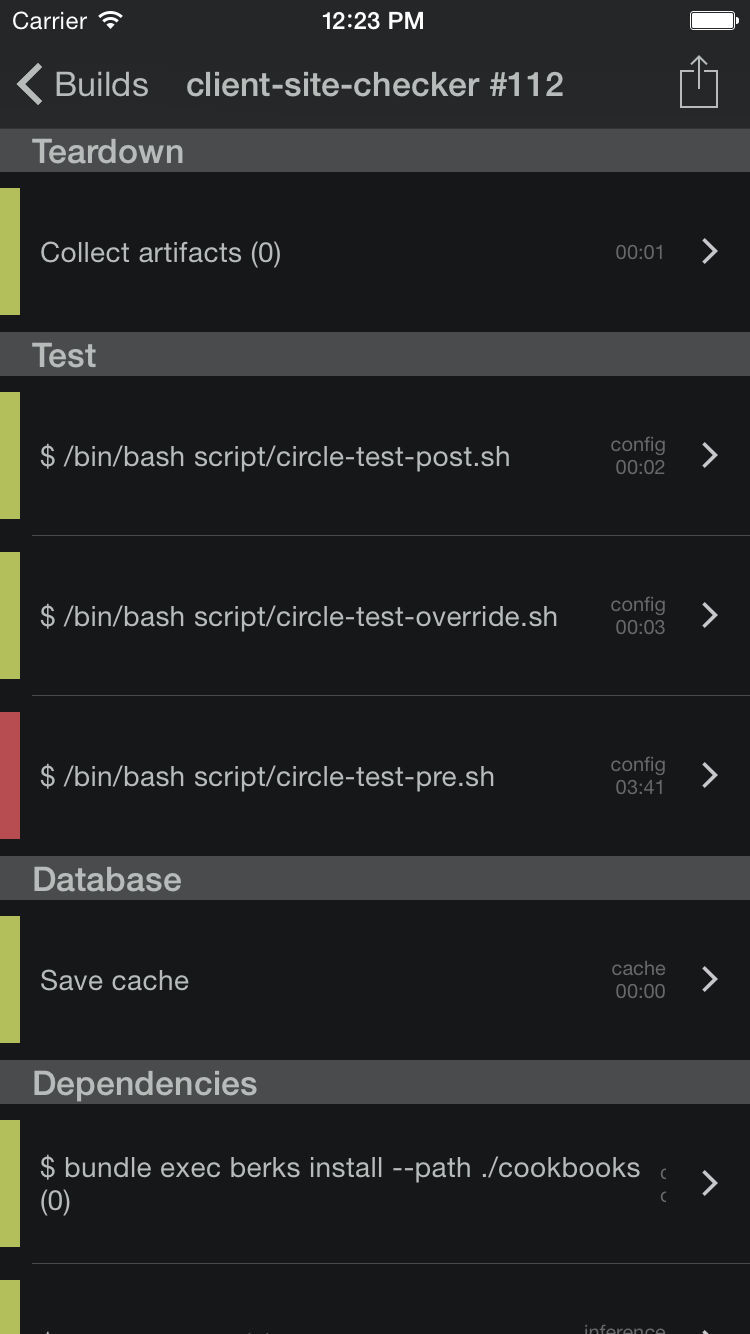 Carrier 12:23 PM
Builds client-site-checker #112
Teardown
Collect artifacts (0) 00:01
Test
$ /bin/bash script/circle-test-post.sh config
00:02
$ /bin/bash script/circle-test-override.sh config
00:03
$ /bin/bash script/circle-test-pre.sh config
03:41
Database
Save cache cache
00:00
Dependencies
$ bundle exec berks install --path ./cookbooks
(0)
inference